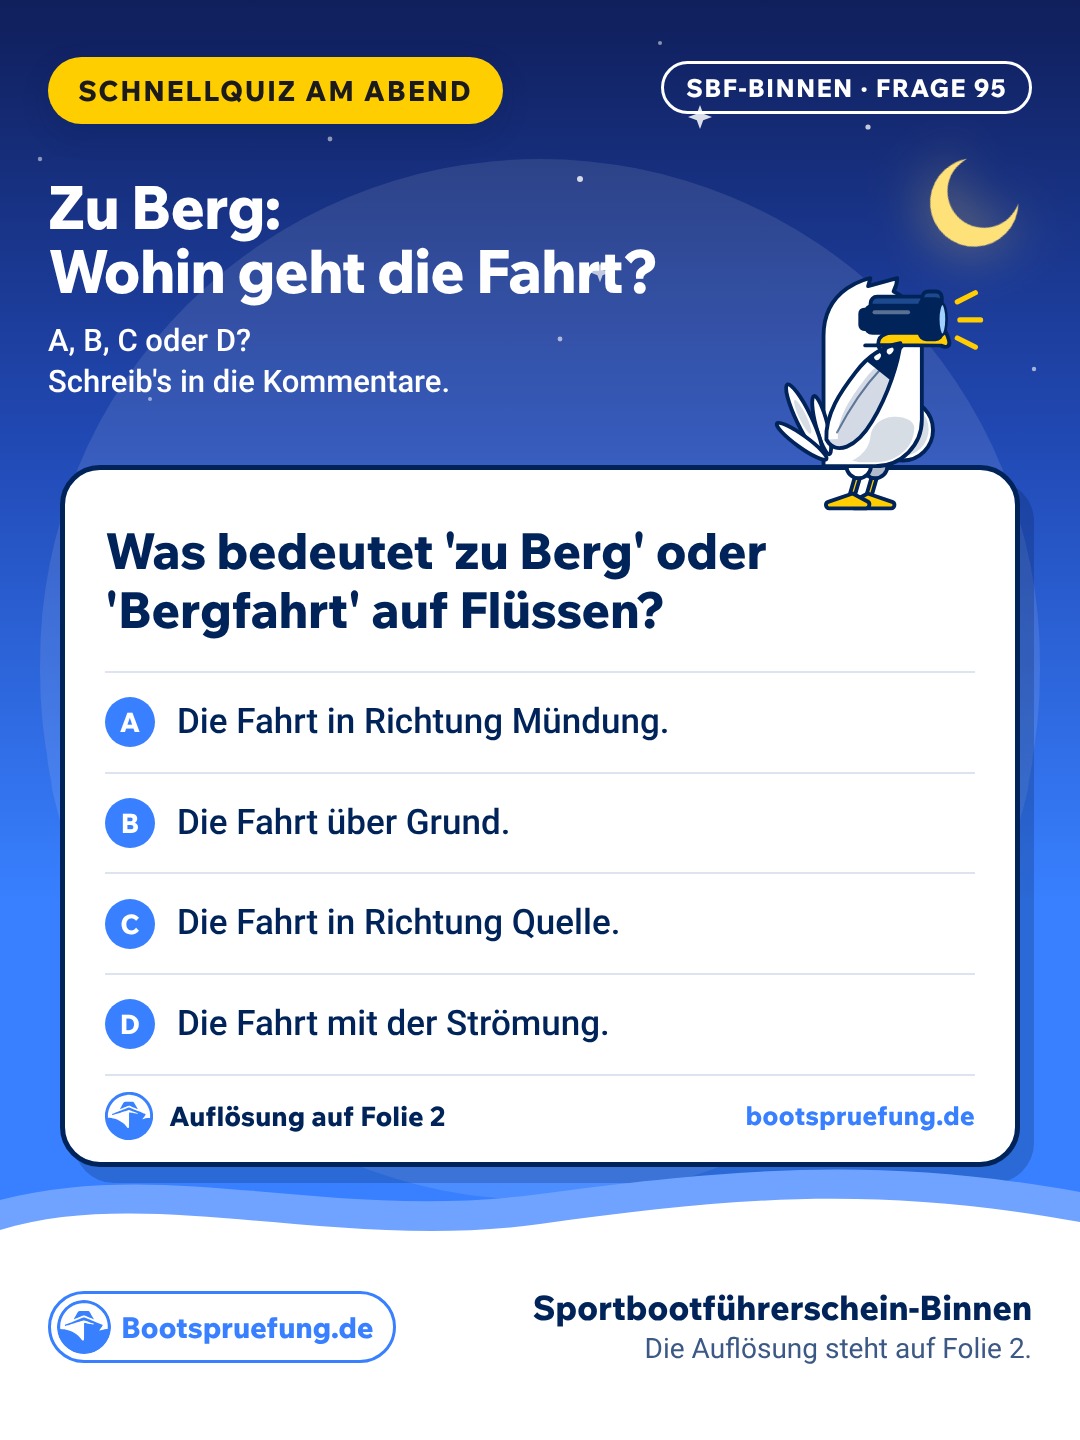 SCHNELLQUIZ AM ABEND
SBF-BINNEN · FRAGE 95
Zu Berg:
Wohin geht die Fahrt?
A, B, C oder D?
Schreib's in die Kommentare.
Was bedeutet 'zu Berg' oder
'Bergfahrt' auf Flüssen?
A Die Fahrt in Richtung Mündung.
B Die Fahrt über Grund.
C Die Fahrt in Richtung Quelle.
D Die Fahrt mit der Strömung.
Auflösung auf Folie 2
bootspruefung.de
Bootspruefung.de
Sportbootführerschein-Binnen
Die Auflösung steht auf Folie 2.